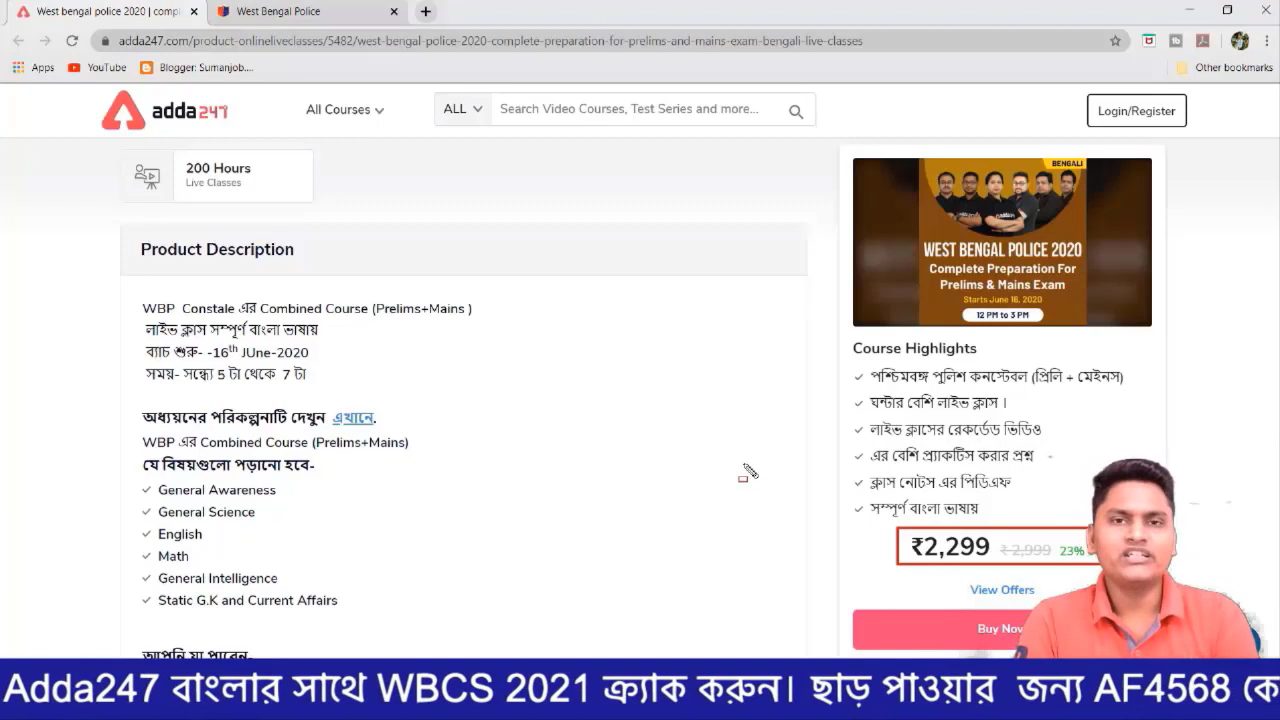 West bengal police 2020 | comp
West Bengal Police
adda247.com/product-onlineliveclasses/5482/west-bengal-police-2020-complete-preparation-for-prelims-and-mains-exam-bengali-live-classes
Apps
YouTube
Blogger: Sumanjob....
Other bookmarks
adda247
All Courses
ALL
Search Video Courses, Test Series and more...
Login/Register
200 Hours
Live Classes
Product Description
WBP Constale এর Combined Course (Prelims+Mains )
লাইভ ক্লাস সম্পূর্ণ বাংলা ভাষায়
ব্যাচ শুরু- -16th JUne-2020
সময়- সন্ধ্যে 5 টা থেকে 7 টা
অধ্যয়নের পরিকল্পনাটি দেখুন এখানে.
WBP এর Combined Course (Prelims+Mains)
যে বিষয়গুলো পড়ানো হবে-
General Awareness
General Science
English
Math
General Intelligence
Static G.K and Current Affairs
আপনি যা পাবেন-
BENGALI
WEST BENGAL POLICE 2020
Complete Preparation For
Prelims & Mains Exam
Starts June 16, 2020
12 PM to 3 PM
Course Highlights
পশ্চিমবঙ্গ পুলিশ কনস্টেবল (প্রিলি + মেইনস)
ঘন্টার বেশি লাইভ ক্লাস ।
লাইভ ক্লাসের রেকর্ডেড ভিডিও
এর বেশি প্র্যাকটিস করার প্রশ্ন
ক্লাস নোটস এর পিডিএফ
সম্পূর্ণ বাংলা ভাষায়
₹2,299 ₹ 2,999 23%
View Offers
Buy Now
Adda247 বাংলার সাথে WBCS 2021 ক্র্যাক করুন। ছাড় পাওয়ার জন্য AF4568 কো